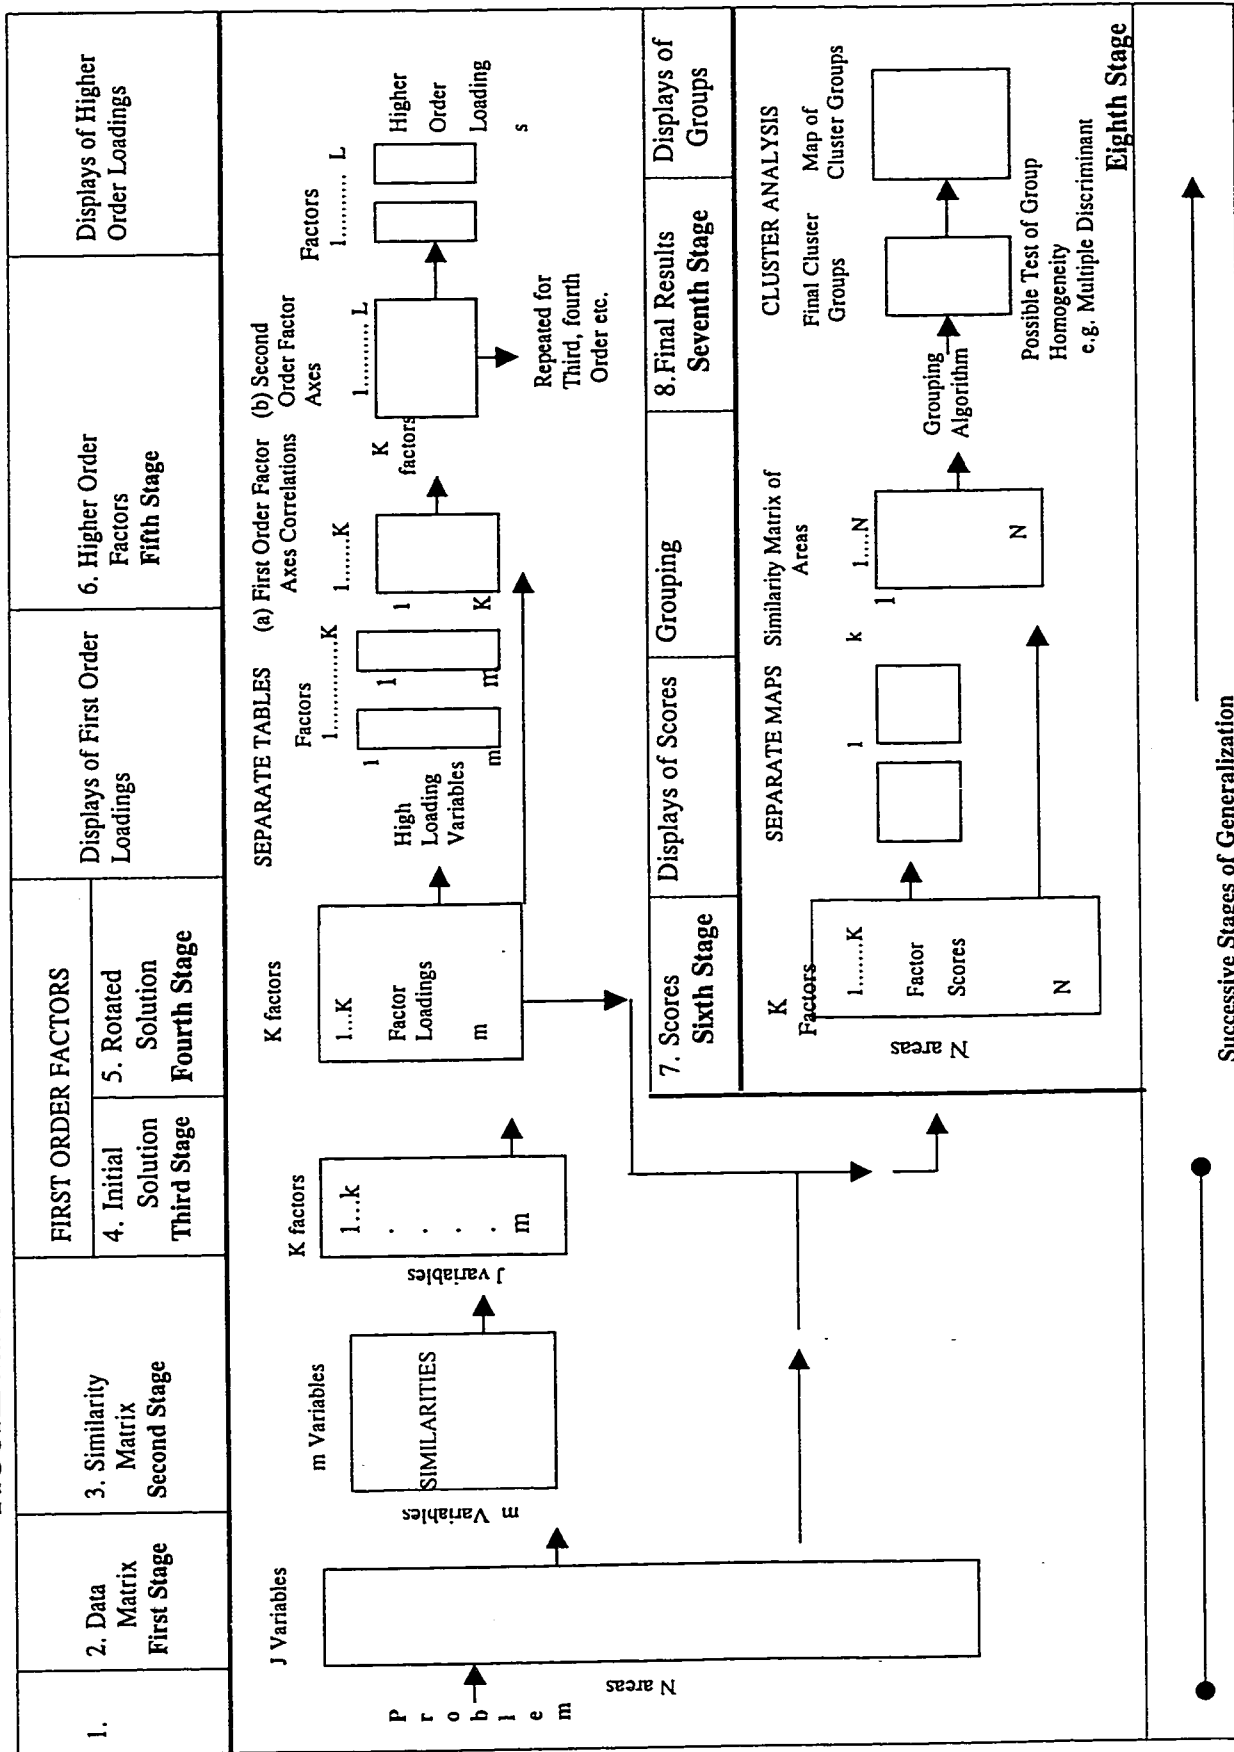 1.
2. Data
Matrix
First Stage
3. Similarity
Matrix
Second Stage
FIRST ORDER FACTORS
4. Initial
Solution
Third Stage
5. Rotated
Solution
Fourth Stage
Displays of First Order
Loadings
6. Higher Order
Factors
Fifth Stage
Displays of Higher
Order Loadings
P
r
o
b
l
e
m
J Variables
N areas
m Variables
m Variables
SIMILARITIES
K factors
J variables
1...k
. .
. .
. .
. m
K factors
1...K
Factor
Loadings
m
SEPARATE TABLES
Factors
1.............K
High
Loading
Variables
1
m
1
m
(a) First Order Factor
Axes Correlations
1.....K
1
K
(b) Second
Order Factor
Axes
1........... L
K
factors
Repeated for
Third, fourth
Order etc.
Factors
1.......... L
Higher
Order
Loading
s
7. Scores
Sixth Stage
Displays of Scores
Grouping
8.Final Results
Seventh Stage
Displays of
Groups
K
Factors
1.......K
N areas
Factor
Scores
N
SEPARATE MAPS
1 k
Similarity Matrix of
Areas
1....N
1
N
Grouping
Algorithm
CLUSTER ANALYSIS
Final Cluster
Groups
Map of
Cluster Groups
Possible Test of Group
Homogeneity
e.g. Multiple Discriminant
Eighth Stage
Successive Stages of Generalization